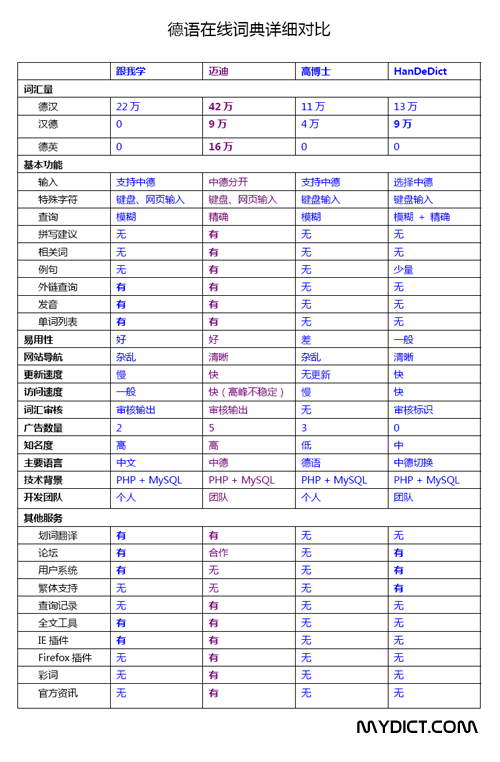 德语在线词典详细对比
跟我学 迈迪 高博士 HanDeDict
词汇量
德汉 22万 42万 11万 13万
汉德 0 9万 4万 9万
德英 0 16万 0 0
基本功能
输入 支持中德 中德分开 支持中德 选择中德
特殊字符 键盘、网页输入 键盘、网页输入 键盘输入 键盘输入
查询 模糊 精确 模糊 模糊 + 精确
拼写建议 无 有 无 无
相关词 无 有 无 无
例句 无 有 无 少量
外链查询 有 有 无 无
发音 有 有 无 无
单词列表 有 有 无 无
易用性 好 好 差 一般
网站导航 杂乱 清晰 杂乱 清晰
更新速度 慢 快 无更新 快
访问速度 一般 快（高峰不稳定） 慢 快
词汇审核 审核输出 审核输出 无 审核标识
广告数量 2 5 3 0
知名度 高 高 低 中
主要语言 中文 中德 德语 中德切换
技术背景 PHP + MySQL PHP + MySQL PHP + MySQL PHP + MySQL
开发团队 个人 团队 个人 团队
其他服务
划词翻译 有 有 无 无
论坛 有 合作 无 有
用户系统 有 无 无 有
繁体支持 无 无 无 有
查询记录 无 有 无 无
全文工具 有 有 无 无
IE 插件 有 有 无 无
Firefox 插件 无 有 无 无
彩词 无 有 无 无
官方资讯 无 有 无 无
MYDICT.COM